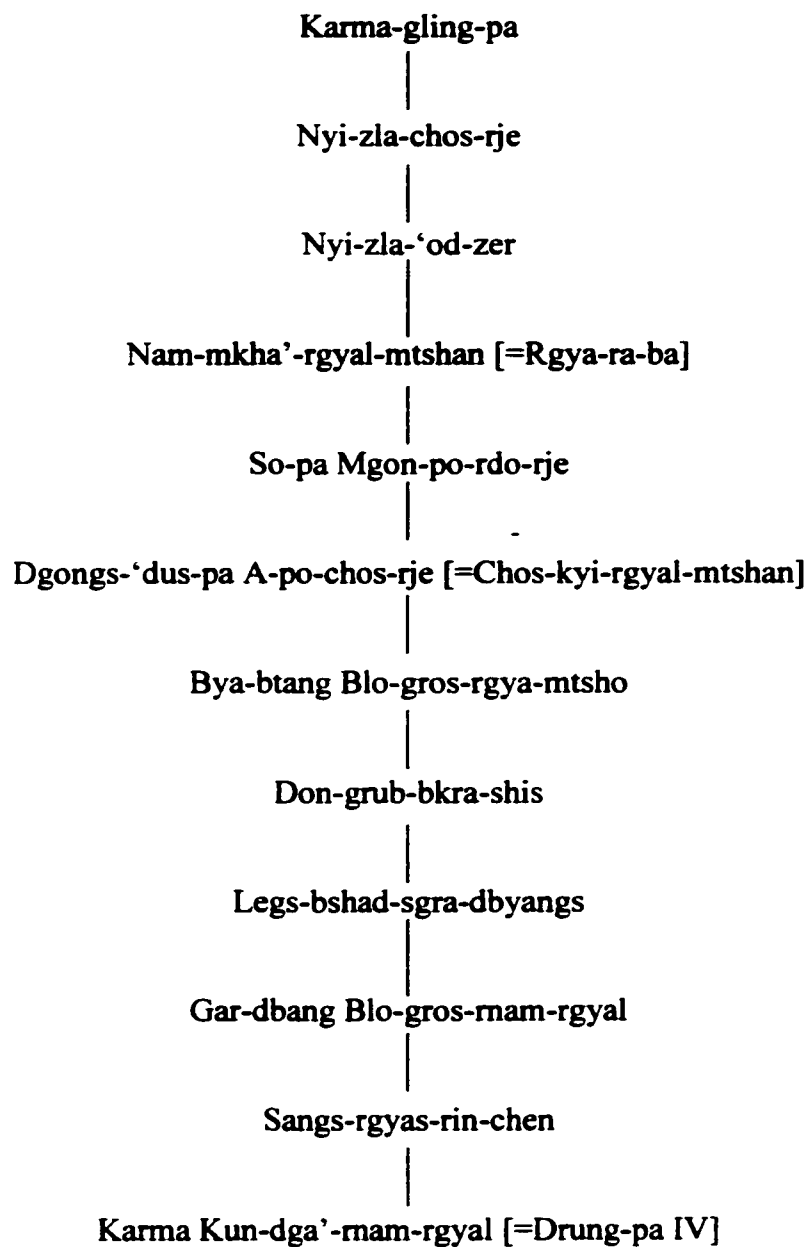 Karma-gling-pa
Nyi-zla-chos-rje
Nyi-zla-‘od-zer
Nam-mkha’-rgyal-mtshan [=Rgya-ra-ba]
So-pa Mgon-po-rdo-rje
Dgongs-‘dus-pa A-po-chos-rje [=Chos-kyi-rgyal-mtshan]
Bya-btang Blo-gros-rgya-mtsho
Don-grub-bkra-shis
Legs-bshad-sgra-dbyangs
Gar-dbang Blo-gros-rnam-rgyal
Sangs-rgyas-rin-chen
Karma Kun-dga’-rnam-rgyal [=Drung-pa IV]